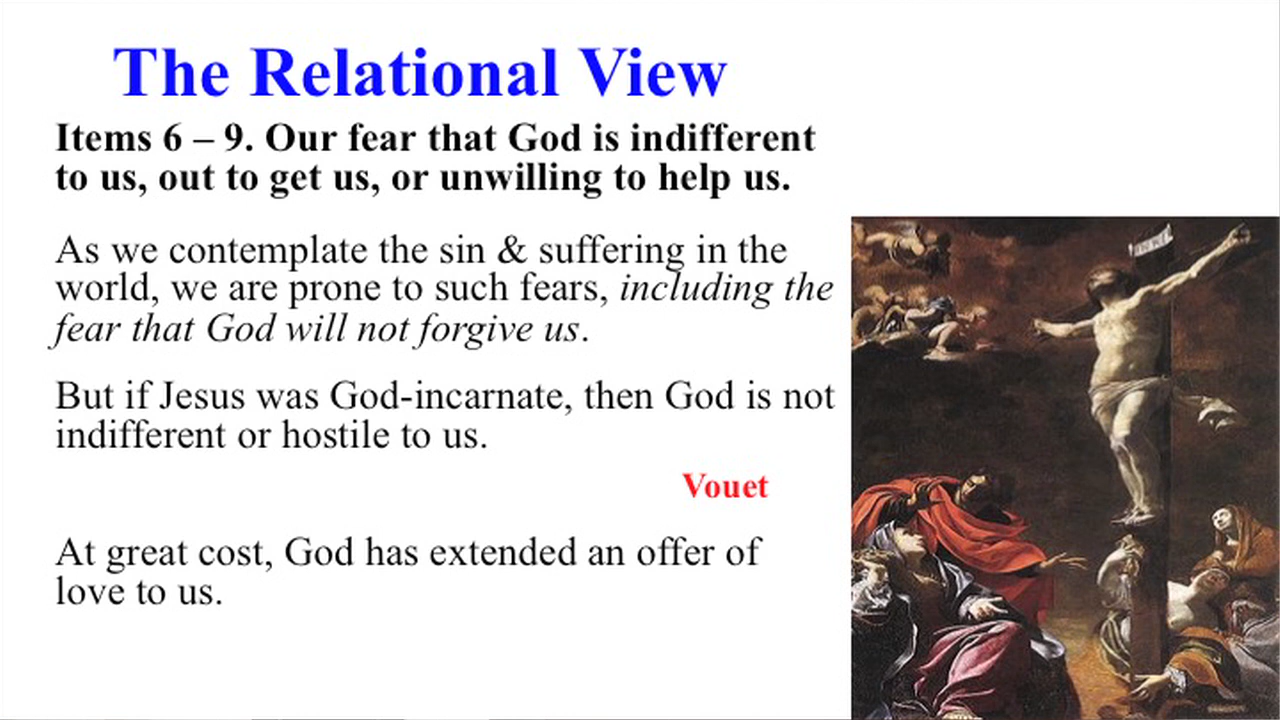 The Relational View
Items 6 – 9. Our fear that God is indifferent
to us, out to get us, or unwilling to help us.
As we contemplate the sin & suffering in the
world, we are prone to such fears, including the
fear that God will not forgive us.
But if Jesus was God-incarnate, then God is not
indifferent or hostile to us.
Vouet
At great cost, God has extended an offer of
love to us.